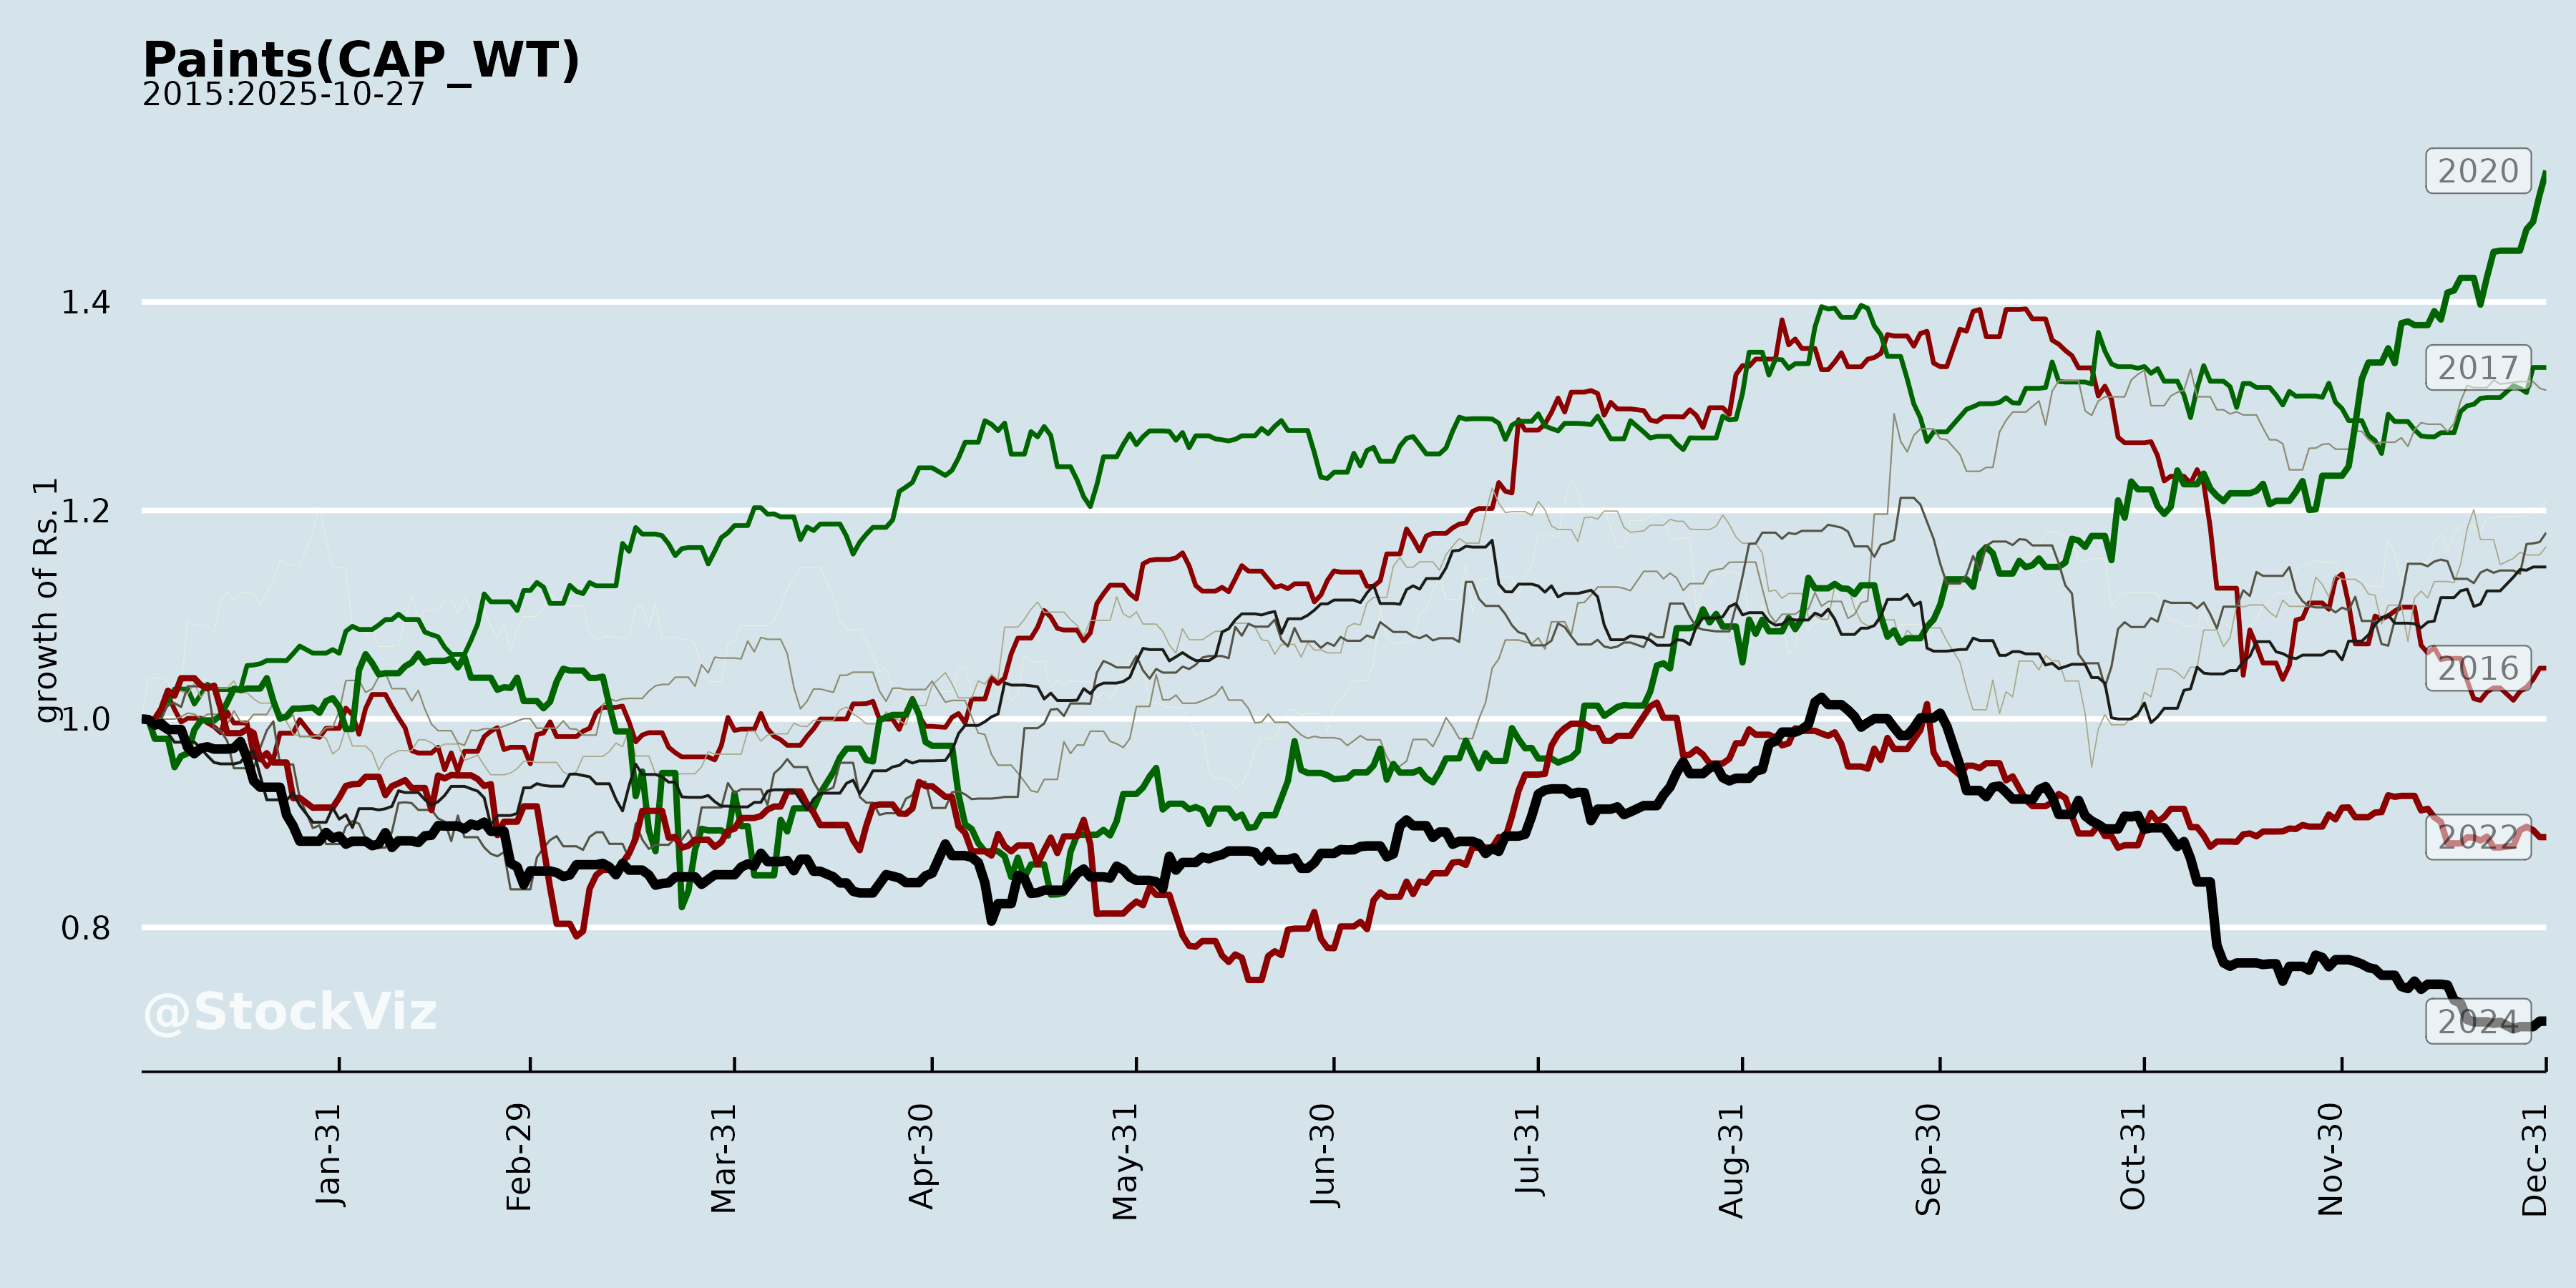 Paints(CAP_WT)
2015:2025-10-27
growth of Rs. 1
1.4
1.2
1.0
0.8
2020
2017
2016
2022
2024
@StockViz
Jan-31
Feb-29
Mar-31
Apr-30
May-31
Jun-30
Jul-31
Aug-31
Sep-30
Oct-31
Nov-30
Dec-31